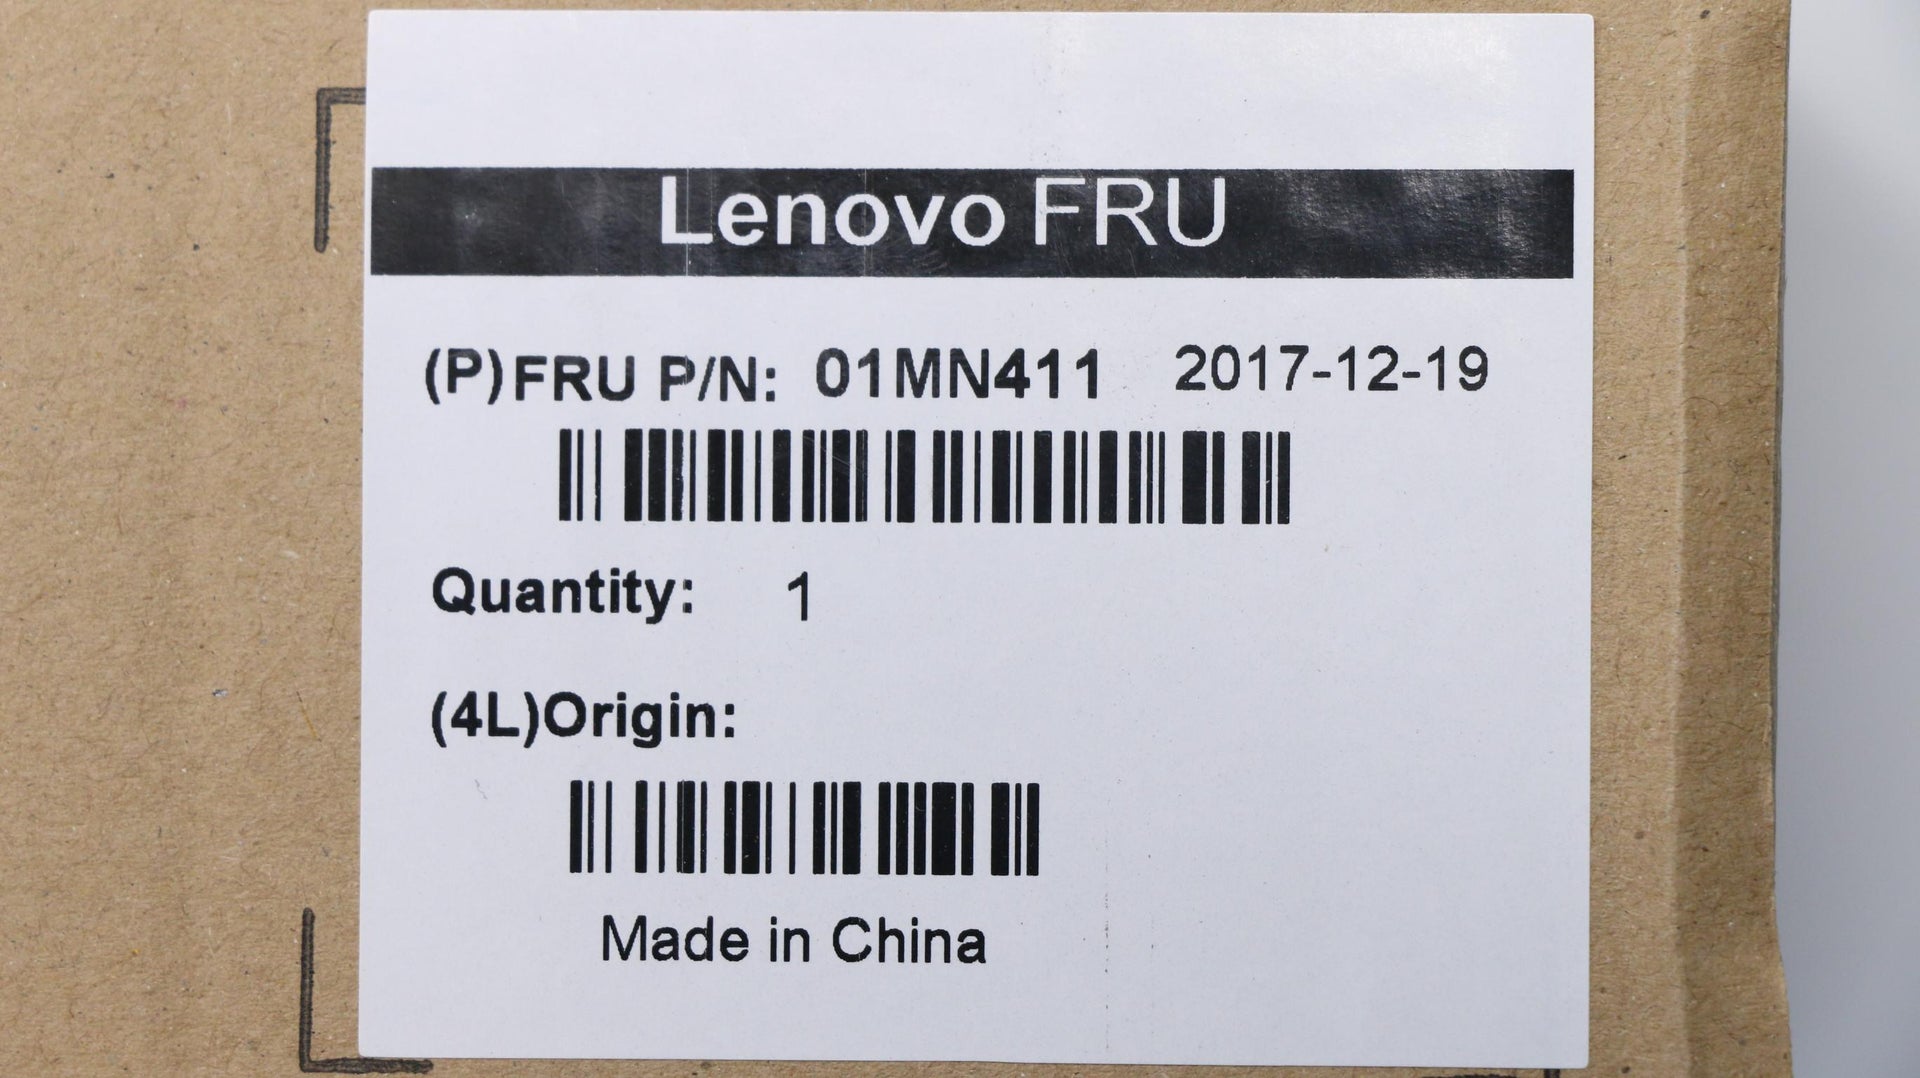 Lenovo FRU
(P)FRU P/N: 01MN411 2017-12-19
Quantity: 1
(4L)Origin:
Made in China